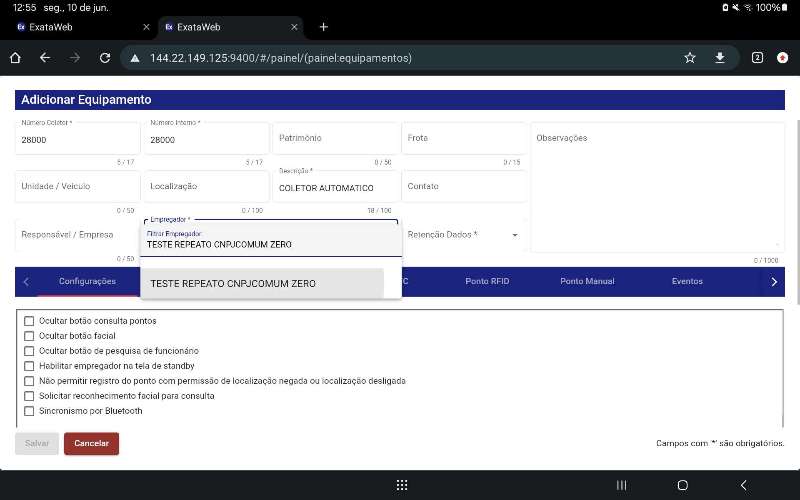 12:55 seg., 10 de jun.
100%
Ex ExataWeb
Ex ExataWeb
144.22.149.125:9400/#/painel/(painel:equipamentos)
2
Adicionar Equipamento
Número Coletor *
28000
5 / 17
Número Interno *
28000
5 / 17
Patrimônio
0 / 50
Frota
0 / 15
Observações
0 / 1000
Unidade / Veículo
0 / 50
Localização
0 / 100
Descrição *
COLETOR AUTOMATICO
18 / 100
Contato
Responsável / Empresa
0 / 50
Empregador *
Filtrar Empregador:
TESTE REPEATO CNPJCOMUM ZERO
TESTE REPEATO CNPJCOMUM ZERO
Retenção Dados *
Configurações
C
Ponto RFID
Ponto Manual
Eventos
Ocultar botão consulta pontos
Ocultar botão facial
Ocultar botão de pesquisa de funcionário
Habilitar empregador na tela de standby
Não permitir registro do ponto com permissão de localização negada ou localização desligada
Solicitar reconhecimento facial para consulta
Sincronismo por Bluetooth
Salvar
Cancelar
Campos com '*' são obrigatórios.